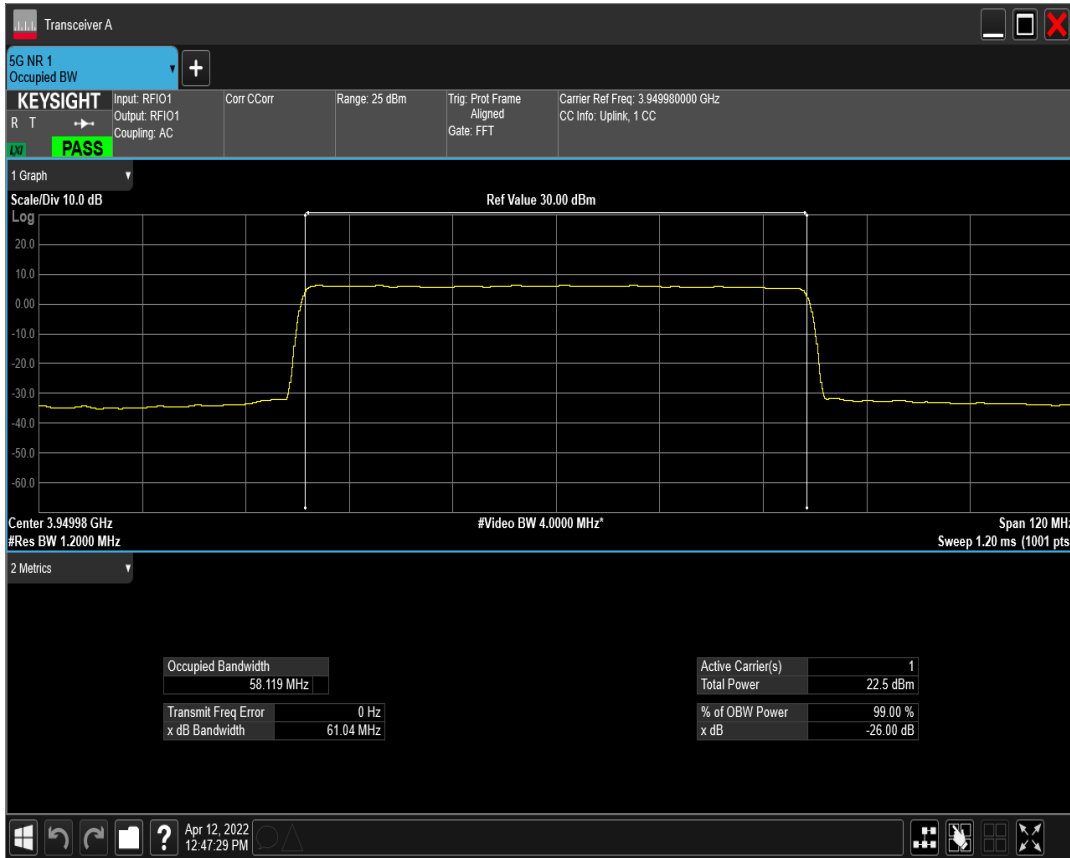 Transceiver A
5G NR 1
Occupied BW
KEYSIGHT
R T
LXI
PASS
Input: RFIO1
Output: RFIO1
Coupling: AC
Corr CCorr
Range: 25 dBm
Trig: Prot Frame
Aligned
Gate: FFT
Carrier Ref Freq: 3.949980000 GHz
CC Info: Uplink, 1 CC
1 Graph
Scale/Div 10.0 dB
Ref Value 30.00 dBm
Log
20.0
10.0
0.00
-10.0
-20.0
-30.0
-40.0
-50.0
-60.0
Center 3.94998 GHz
#Video BW 4.0000 MHz*
Span 120 MHz
#Res BW 1.2000 MHz
Sweep 1.20 ms (1001 pts
2 Metrics
Occupied Bandwidth
58.119 MHz
Transmit Freq Error 0 Hz
x dB Bandwidth 61.04 MHz
Active Carrier(s) 1
Total Power 22.5 dBm
% of OBW Power 99.00 %
x dB -26.00 dB
?
Apr 12, 2022
12:47:29 PM